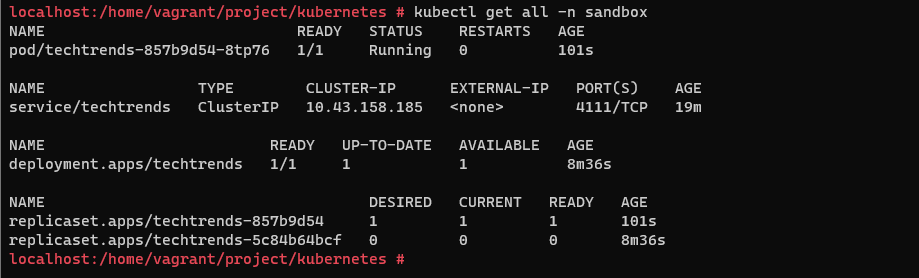 localhost:/home/vagrant/project/kubernetes # kubectl get all -n sandbox
NAME READY STATUS RESTARTS AGE
pod/techtrends-857b9d54-8tp76 1/1 Running 0 101s
NAME TYPE CLUSTER-IP EXTERNAL-IP PORT(S) AGE
service/techtrends ClusterIP 10.43.158.185 <none> 4111/TCP 19m
NAME READY UP-TO-DATE AVAILABLE AGE
deployment.apps/techtrends 1/1 1 1 8m36s
NAME DESIRED CURRENT READY AGE
replicaset.apps/techtrends-857b9d54 1 1 1 101s
replicaset.apps/techtrends-5c84b64bcf 0 0 0 8m36s
localhost:/home/vagrant/project/kubernetes #